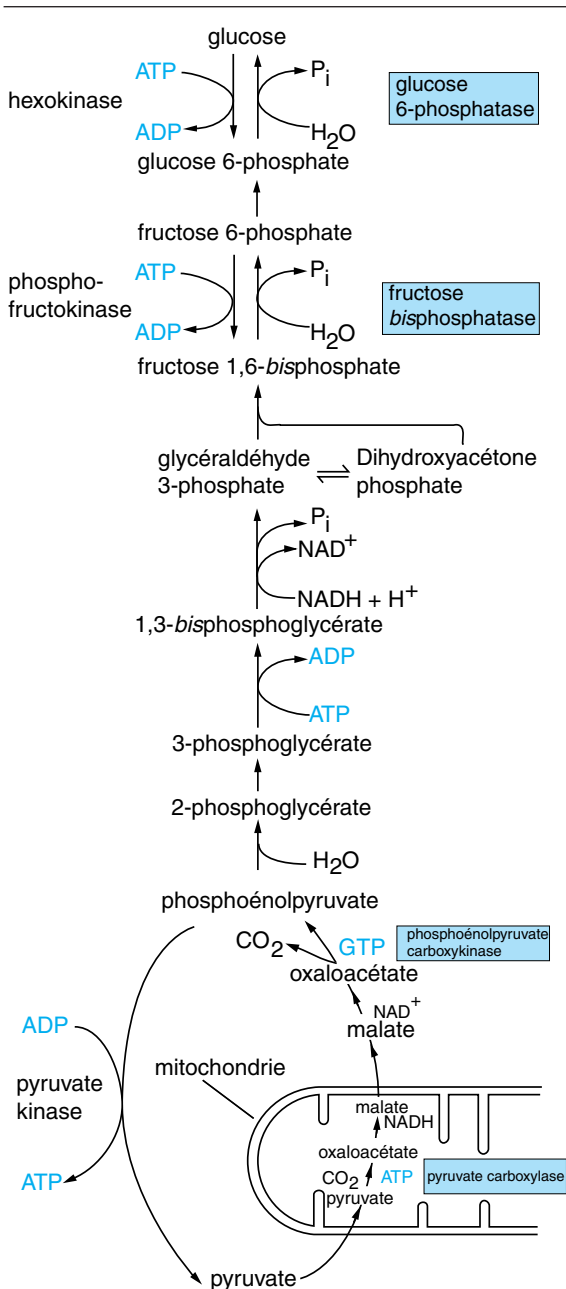 glucose
ATP
P_i
glucose
6-phosphatase
hexokinase
ADP
H₂O
glucose 6-phosphate
fructose 6-phosphate
ATP
P_i
phospho-
fructokinase
fructose
bisphosphatase
ADP
H₂O
fructose 1,6-bisphosphate
glycéraldéhyde
3-phosphate
⇌
Dihydroxyacétone
phosphate
P_i
NAD⁺
NADH + H⁺
1,3-bisphosphoglycérate
ADP
ATP
3-phosphoglycérate
2-phosphoglycérate
H₂O
phosphoénolpyruvate
CO₂
GTP
phosphoénolpyruvate
carboxykinase
oxaloacétate
NAD⁺
malate
ADP
mitochondrie
pyruvate
kinase
malate
NADH
oxaloacétate
CO₂
ATP
pyruvate carboxylase
pyruvate
ATP
pyruvate